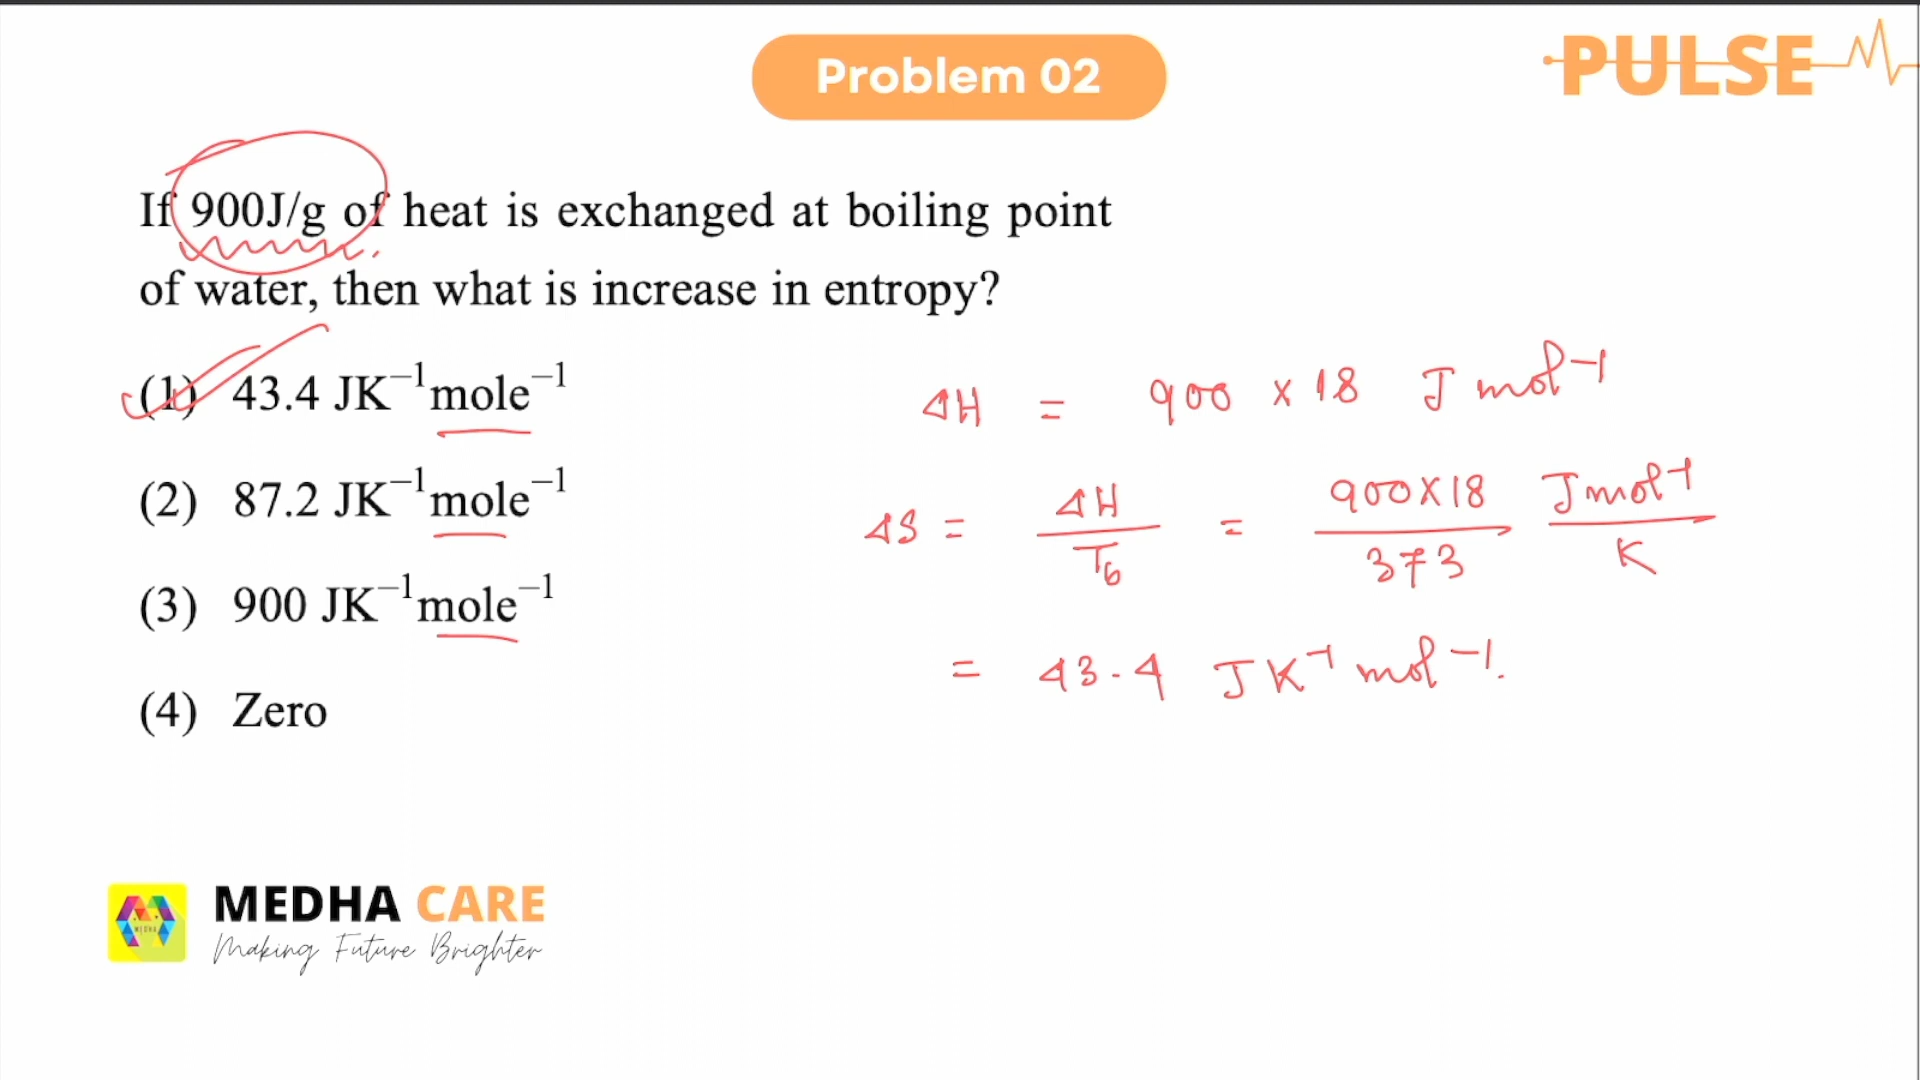 Problem 02
PULSE
If 900J/g of heat is exchanged at boiling point
of water, then what is increase in entropy?
(1) 43.4 JK⁻¹mole⁻¹
(2) 87.2 JK⁻¹mole⁻¹
(3) 900 JK⁻¹mole⁻¹
(4) Zero
ΔH = 900 × 18 J mol⁻¹
ΔS = ΔH / T_b = 900×18 / 373 J mol⁻¹ / K
= 43.4 J K⁻¹ mol⁻¹.
MEDHA
MEDHA CARE
Making Future Brighter